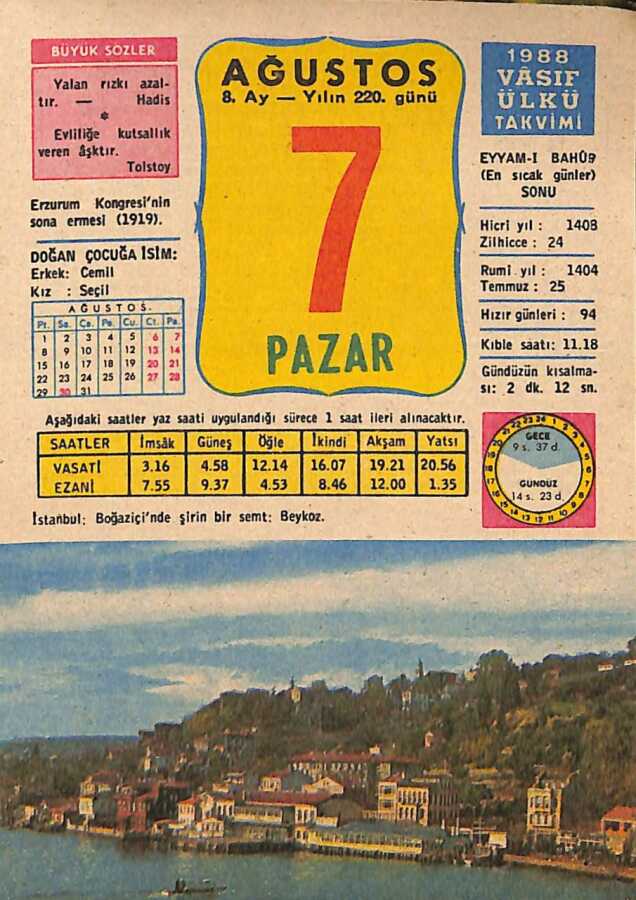 BÜYÜK SÖZLER
Yalan rızkı azal-
tır. — Hadis
*
Evliliğe kutsallık
veren âşktır.
Tolstoy
Erzurum Kongresi'nin
sona ermesi (1919).
DOĞAN ÇOCUĞA İSİM:
Erkek: Cemil
Kız : Seçil
AĞUSTOS
Pt. Sa. Ça. Pe. Cu. Ct. Pa.
1 2 3 4 5 6 7
8 9 10 11 12 13 14
15 16 17 18 19 20 21
22 23 24 25 26 27 28
29 30 31
AĞUSTOS
8. Ay — Yılın 220. günü
7
PAZAR
1988
VÂSIF
ÜLKÜ
TAKVİMİ
EYYAM-I BAHÛR
(En sıcak günler)
SONU
Hicri yıl : 1408
Zilhicce : 24
Rumi yıl : 1404
Temmuz : 25
Hızır günleri : 94
Kıble saatı: 11.18
Gündüzün kısalma-
sı: 2 dk. 12 sn.
Aşağıdaki saatler yaz saati uygulandığı sürece 1 saat ileri alınacaktır.
SAATLER İmsâk Güneş Öğle İkindi Akşam Yatsı
VASATİ 3.16 4.58 12.14 16.07 19.21 20.56
EZANİ 7.55 9.37 4.53 8.46 12.00 1.35
GECE
9 s. 37 d.
GÜNDÜZ
14 s. 23 d.
İstanbul: Boğaziçi'nde şirin bir semt: Beykoz.